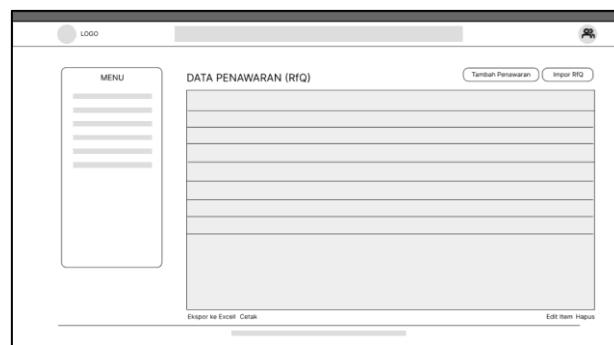 LOGO
MENU
DATA PENAWARAN (RfQ)
Tambah Penawaran
Impor RfQ
Ekspor ke Excell Cetak
Edit Item Hapus